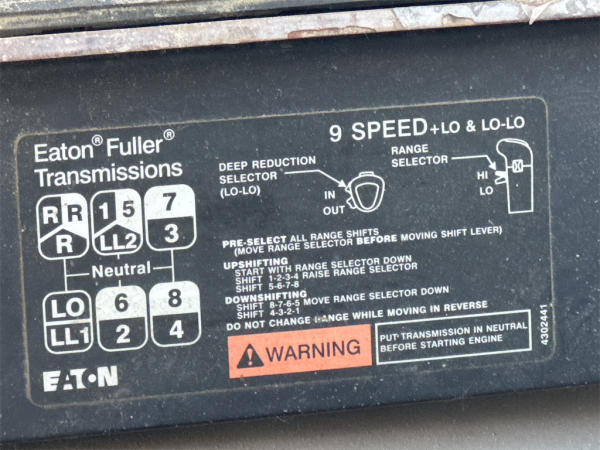 Eaton® Fuller®
Transmissions
9 SPEED +LO & LO-LO
DEEP REDUCTION
SELECTOR
(LO-LO)
IN
OUT
RANGE
SELECTOR
HI
LO
R R
R
1 5
LL2
7
3
Neutral
LO
LL1
6
2
8
4
PRE-SELECT ALL RANGE SHIFTS
(MOVE RANGE SELECTOR BEFORE MOVING SHIFT LEVER)
UPSHIFTING
START WITH RANGE SELECTOR DOWN
SHIFT 1-2-3-4 RAISE RANGE SELECTOR
SHIFT 5-6-7-8
DOWNSHIFTING
SHIFT 8-7-6-5 MOVE RANGE SELECTOR DOWN
SHIFT 4-3-2-1
DO NOT CHANGE RANGE WHILE MOVING IN REVERSE
WARNING
PUT TRANSMISSION IN NEUTRAL
BEFORE STARTING ENGINE
4302441
EATON